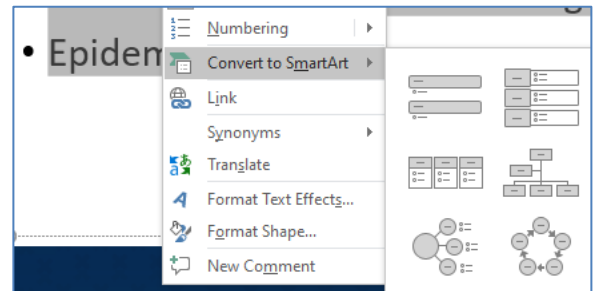 Numbering
• Epidem
Convert to SmartArt
Link
Synonyms
Translate
Format Text Effects...
Format Shape...
New Comment